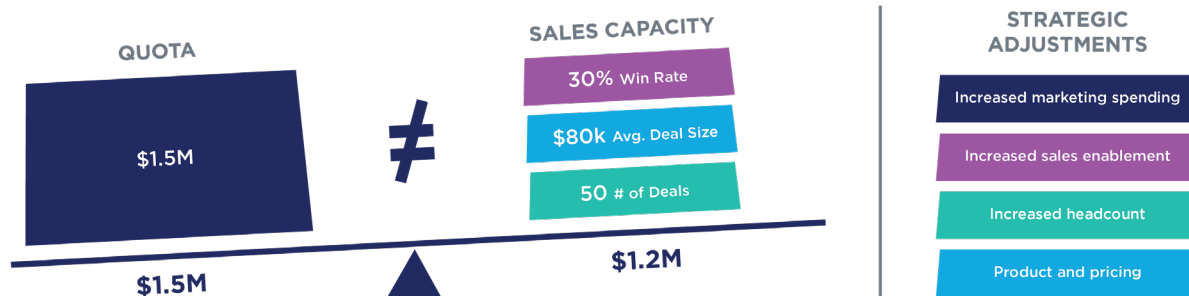 QUOTA
$1.5M
$1.5M
≠
SALES CAPACITY
30% Win Rate
$80k Avg. Deal Size
50 # of Deals
$1.2M
STRATEGIC
ADJUSTMENTS
Increased marketing spending
Increased sales enablement
Increased headcount
Product and pricing